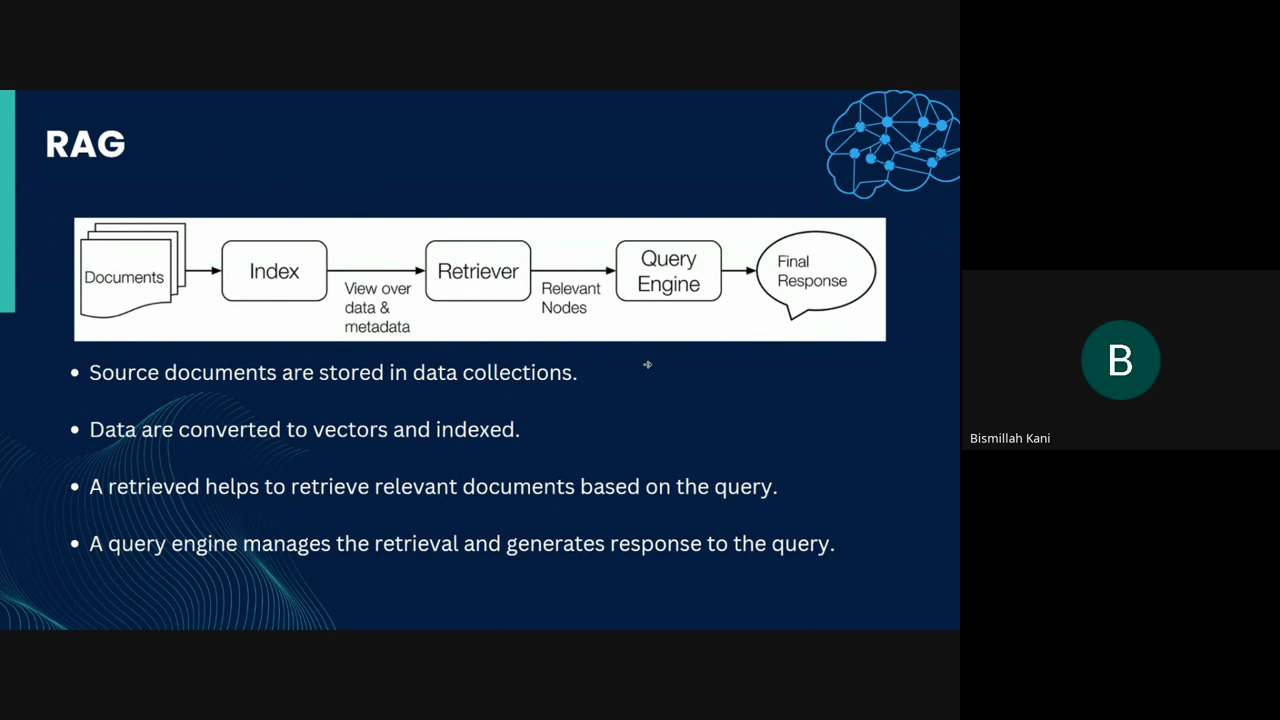 RAG
Documents
Index
View over
data &
metadata
Retriever
Relevant
Nodes
Query
Engine
Final
Response
• Source documents are stored in data collections.
• Data are converted to vectors and indexed.
• A retrieved helps to retrieve relevant documents based on the query.
• A query engine manages the retrieval and generates response to the query.
B
Bismillah Kani